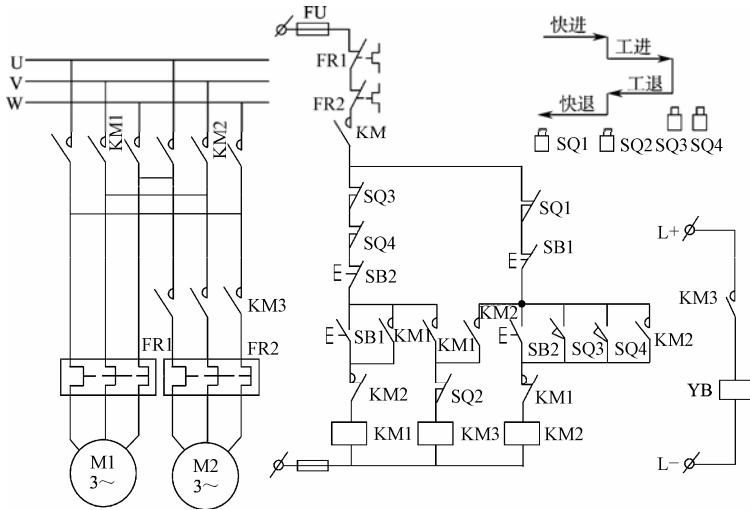 U
V
W
KM1
KM2
KM3
FR1
FR2
M1
3～
M2
3～
FU
FR1
FR2
KM
SQ3
SQ4
SB2
SQ1
SB1
SB1
KM1
KM1
KM2
SB2
SQ3
SQ4
KM2
KM2
SQ2
KM1
KM1
KM3
KM2
快进
工进
工退
快退
SQ1
SQ2
SQ3
SQ4
L+
KM3
YB
L−